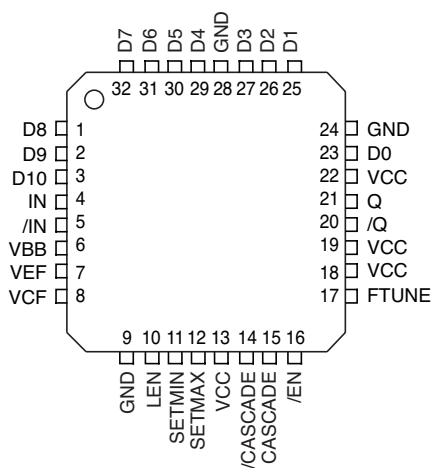 D7 D6 D5 D4 GND D3 D2 D1
32 31 30 29 28 27 26 25
D8 1 24 GND
D9 2 23 D0
D10 3 22 VCC
IN 4 21 Q
/IN 5 20 /Q
VBB 6 19 VCC
VEF 7 18 VCC
VCF 8 17 FTUNE
9 10 11 12 13 14 15 16
GND LEN SETMIN SETMAX VCC /CASCADE CASCADE /EN